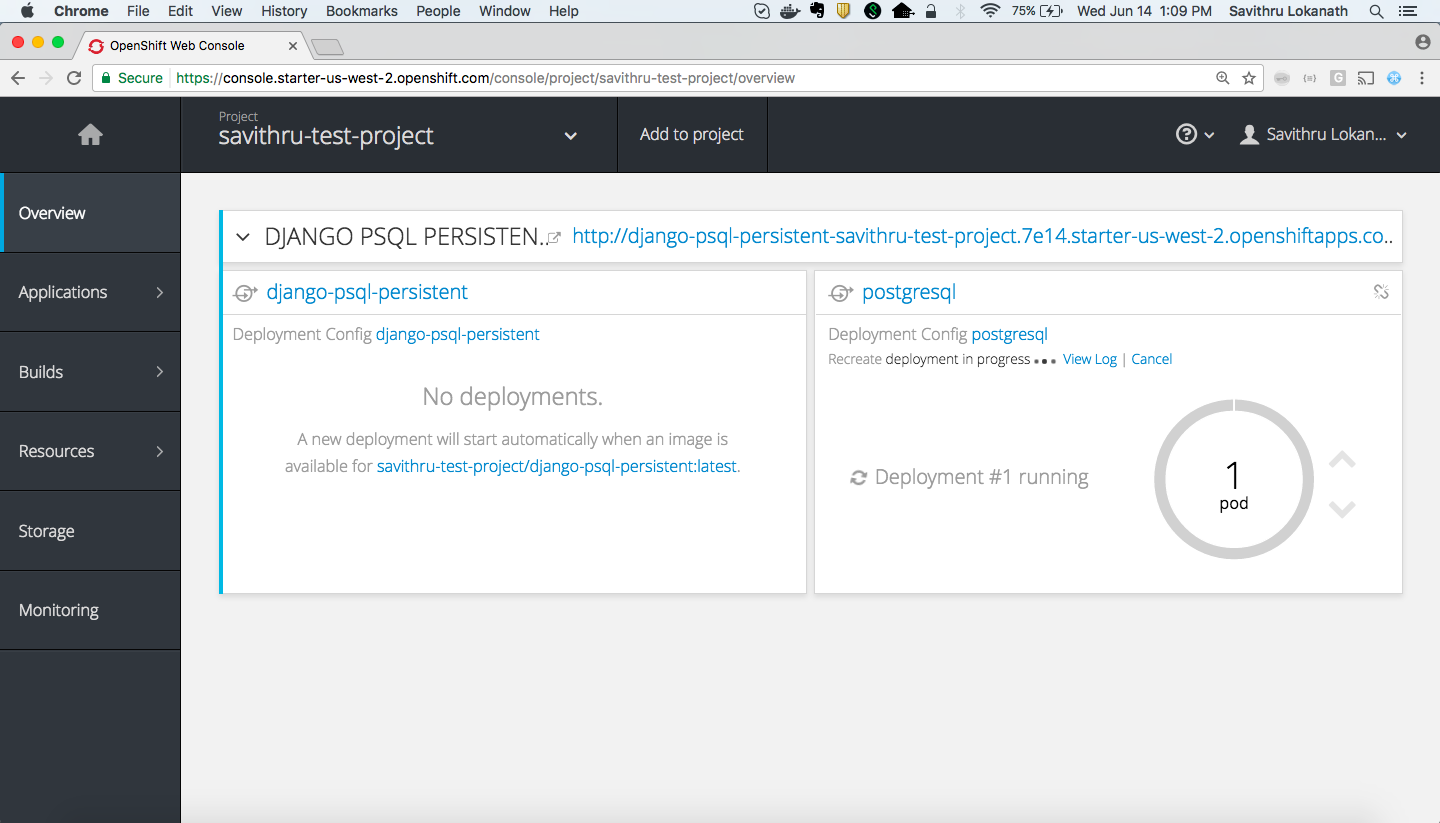 Chrome File Edit View History Bookmarks People Window Help 75% Wed Jun 14 1:09 PM Savithru Lokanath
OpenShift Web Console
Secure https://console.starter-us-west-2.openshift.com/console/project/savithru-test-project/overview
Project
savithru-test-project
Add to project
Savithru Lokan...
Overview
Applications
Builds
Resources
Storage
Monitoring
DJANGO PSQL PERSISTEN... http://django-psql-persistent-savithru-test-project.7e14.starter-us-west-2.openshiftapps.co...
django-psql-persistent
Deployment Config django-psql-persistent
No deployments.
A new deployment will start automatically when an image is
available for savithru-test-project/django-psql-persistent:latest.
postgresql
Deployment Config postgresql
Recreate deployment in progress View Log | Cancel
Deployment #1 running
1
pod